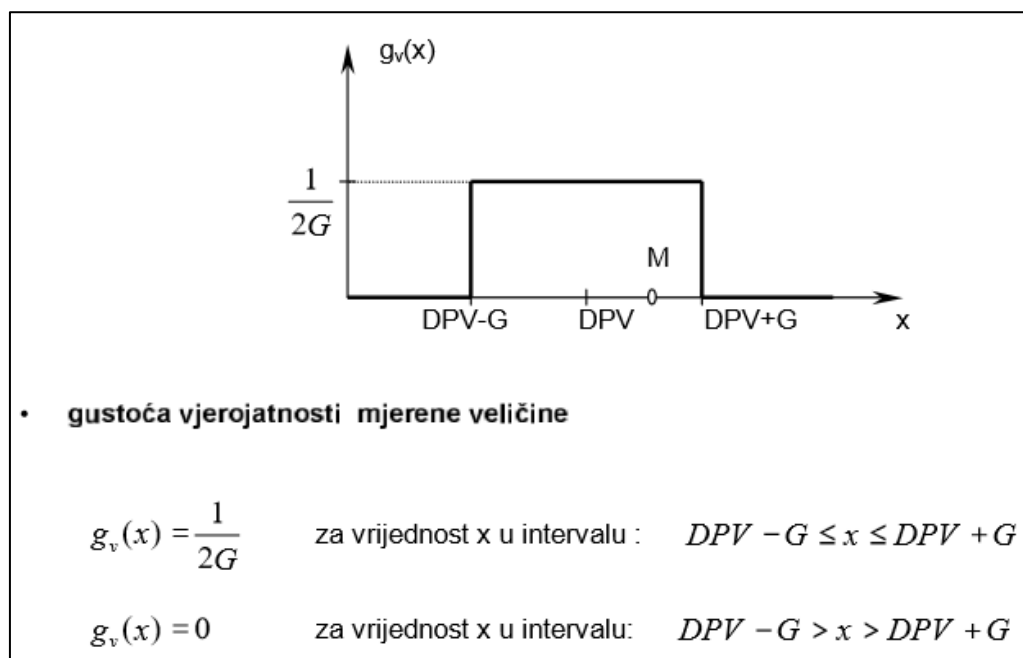 gᵥ(x)
1
2G
M
DPV-G DPV DPV+G x
• gustoća vjerojatnosti mjerene veličine
gᵥ(x) = 1/2G za vrijednost x u intervalu : DPV − G ≤ x ≤ DPV + G
gᵥ(x) = 0 za vrijednost x u intervalu: DPV − G > x > DPV + G